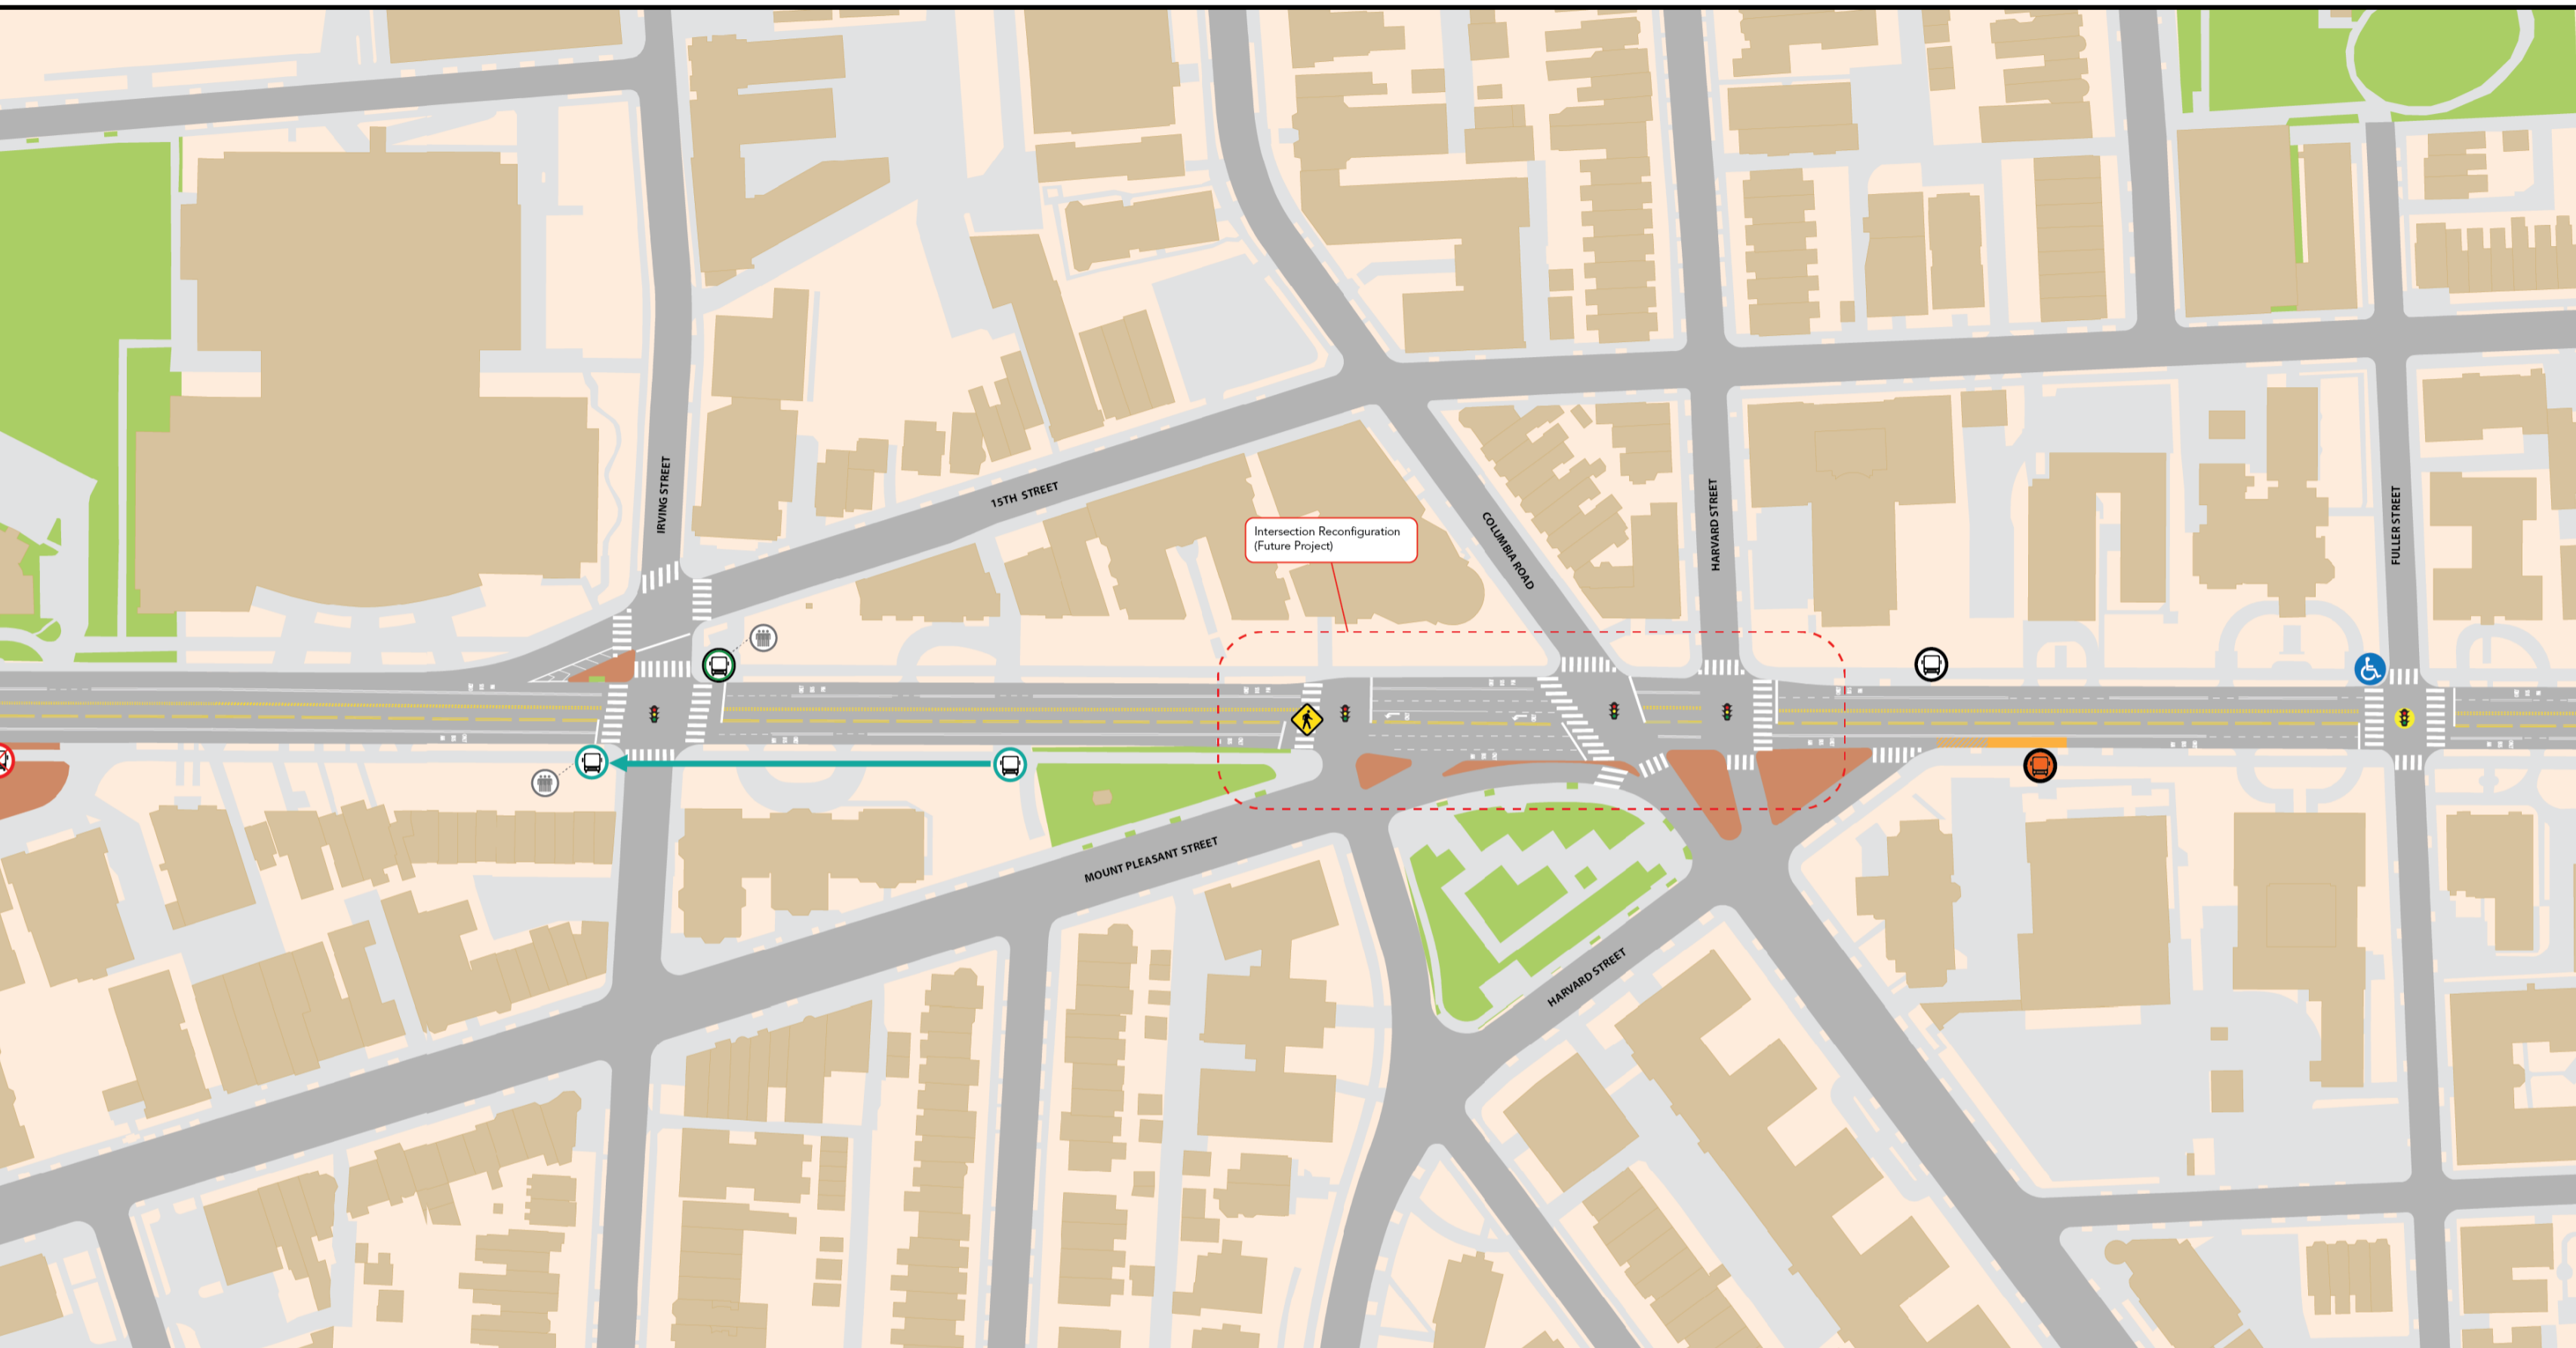 IRVING STREET
15TH STREET
Intersection Reconfiguration
(Future Project)
COLUMBIA ROAD
HARVARD STREET
FULLER STREET
MOUNT PLEASANT STREET
HARVARD STREET